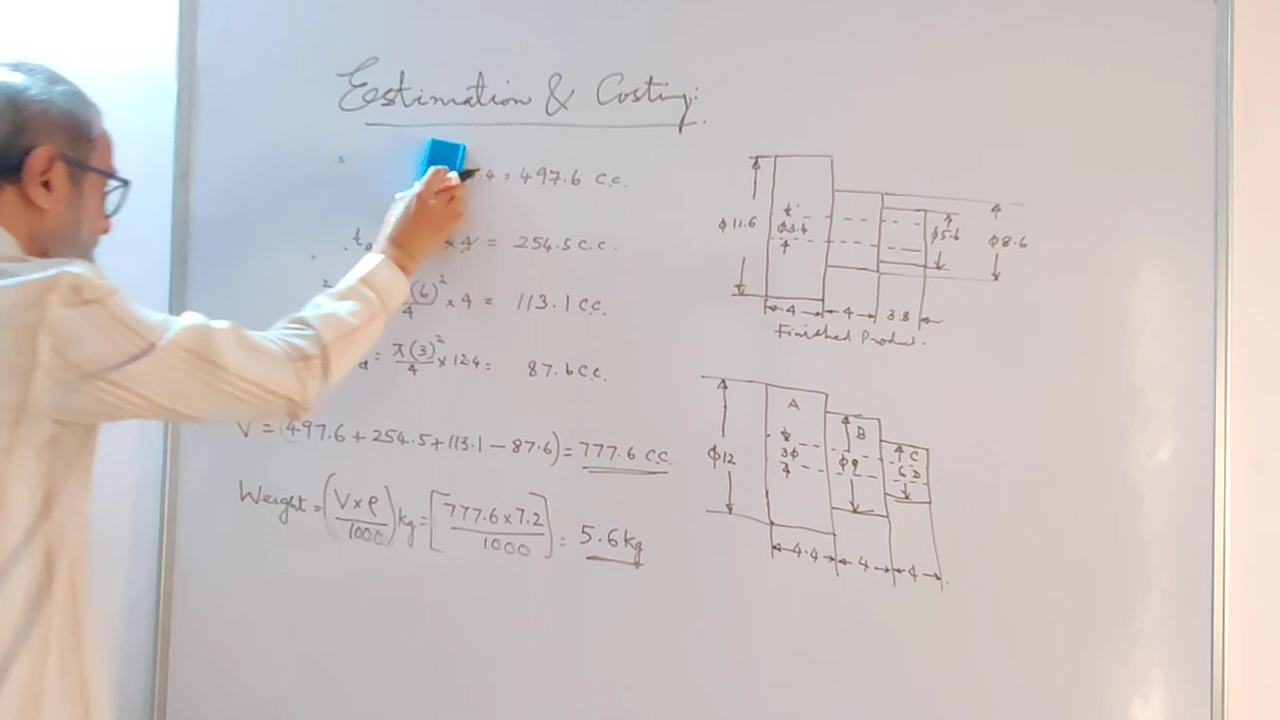 Estimation & Costing:
.4 = 497.6 c.c.
× 4 = 254.5 c.c.
(6)² / 4 × 4 = 113.1 c.c.
= π(3)² / 4 × 12.4 = 87.6 c.c.
V = (497.6 + 254.5 + 113.1 − 87.6) = 777.6 c.c.
Weight = (V×ρ / 1000) kg = [777.6 × 7.2 / 1000] = 5.6 kg
φ11.6 φ3.4 φ5.6 φ8.6
4 4 3.8
Finished Product.
A
B
C
φ12 3φ φ9 6 D
4.4 4 4